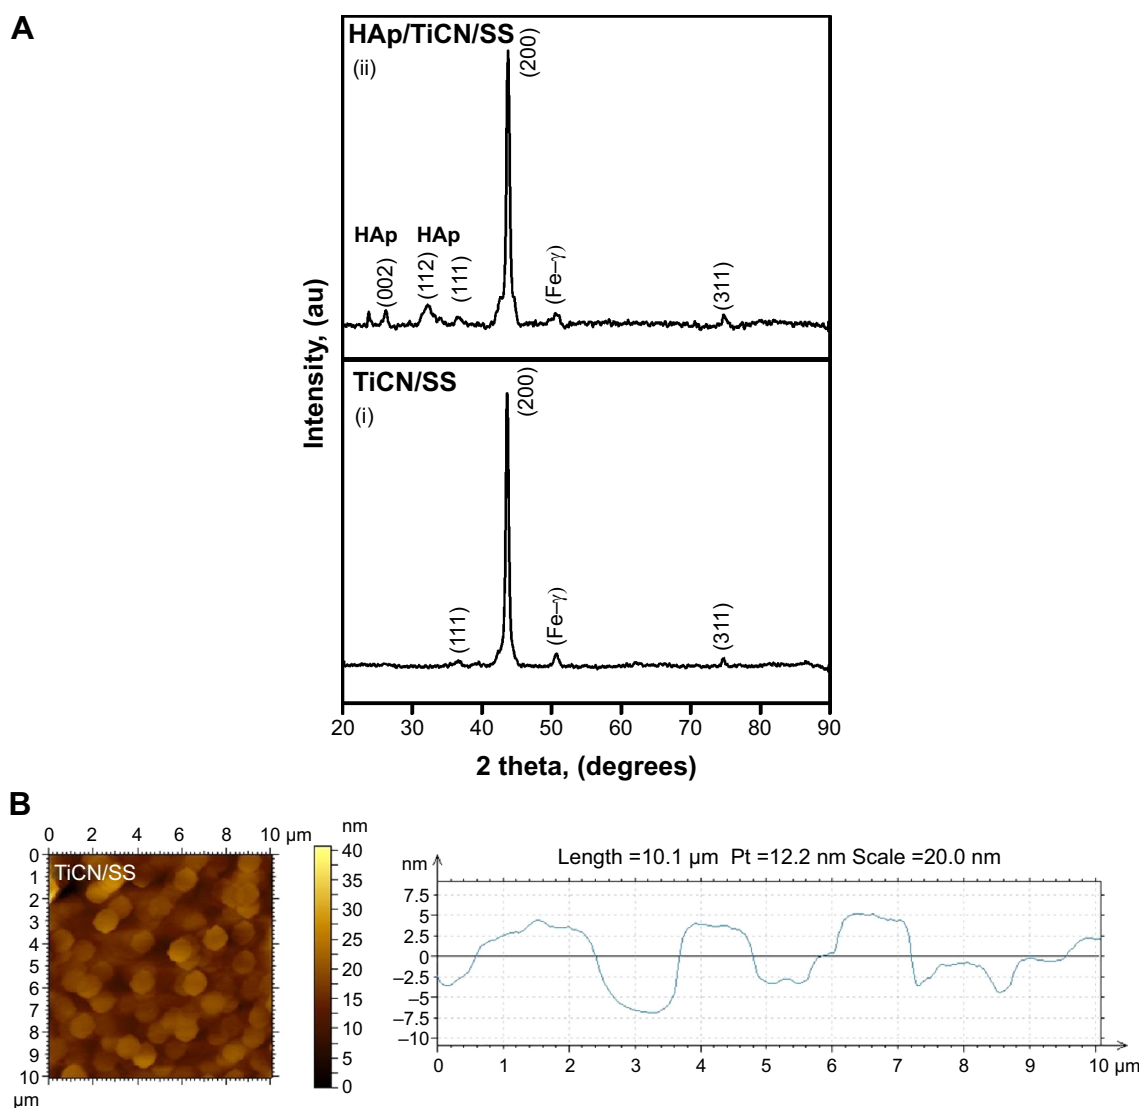 A
HAp/TiCN/SS
(ii)
(200)
HAp HAp
(002)
(112)
(111)
(Fe–γ)
(311)
TiCN/SS
(i)
(200)
(111)
(Fe–γ)
(311)
Intensity, (au)
20 30 40 50 60 70 80 90
2 theta, (degrees)
B
0 2 4 6 8 10 µm
0
1
2
3
4
5
6
7
8
9
10
µm
TiCN/SS
nm
40
35
30
25
20
15
10
5
0
Length =10.1 µm Pt =12.2 nm Scale =20.0 nm
nm
7.5
5
2.5
0
–2.5
–5
–7.5
–10
0 1 2 3 4 5 6 7 8 9 10 µm